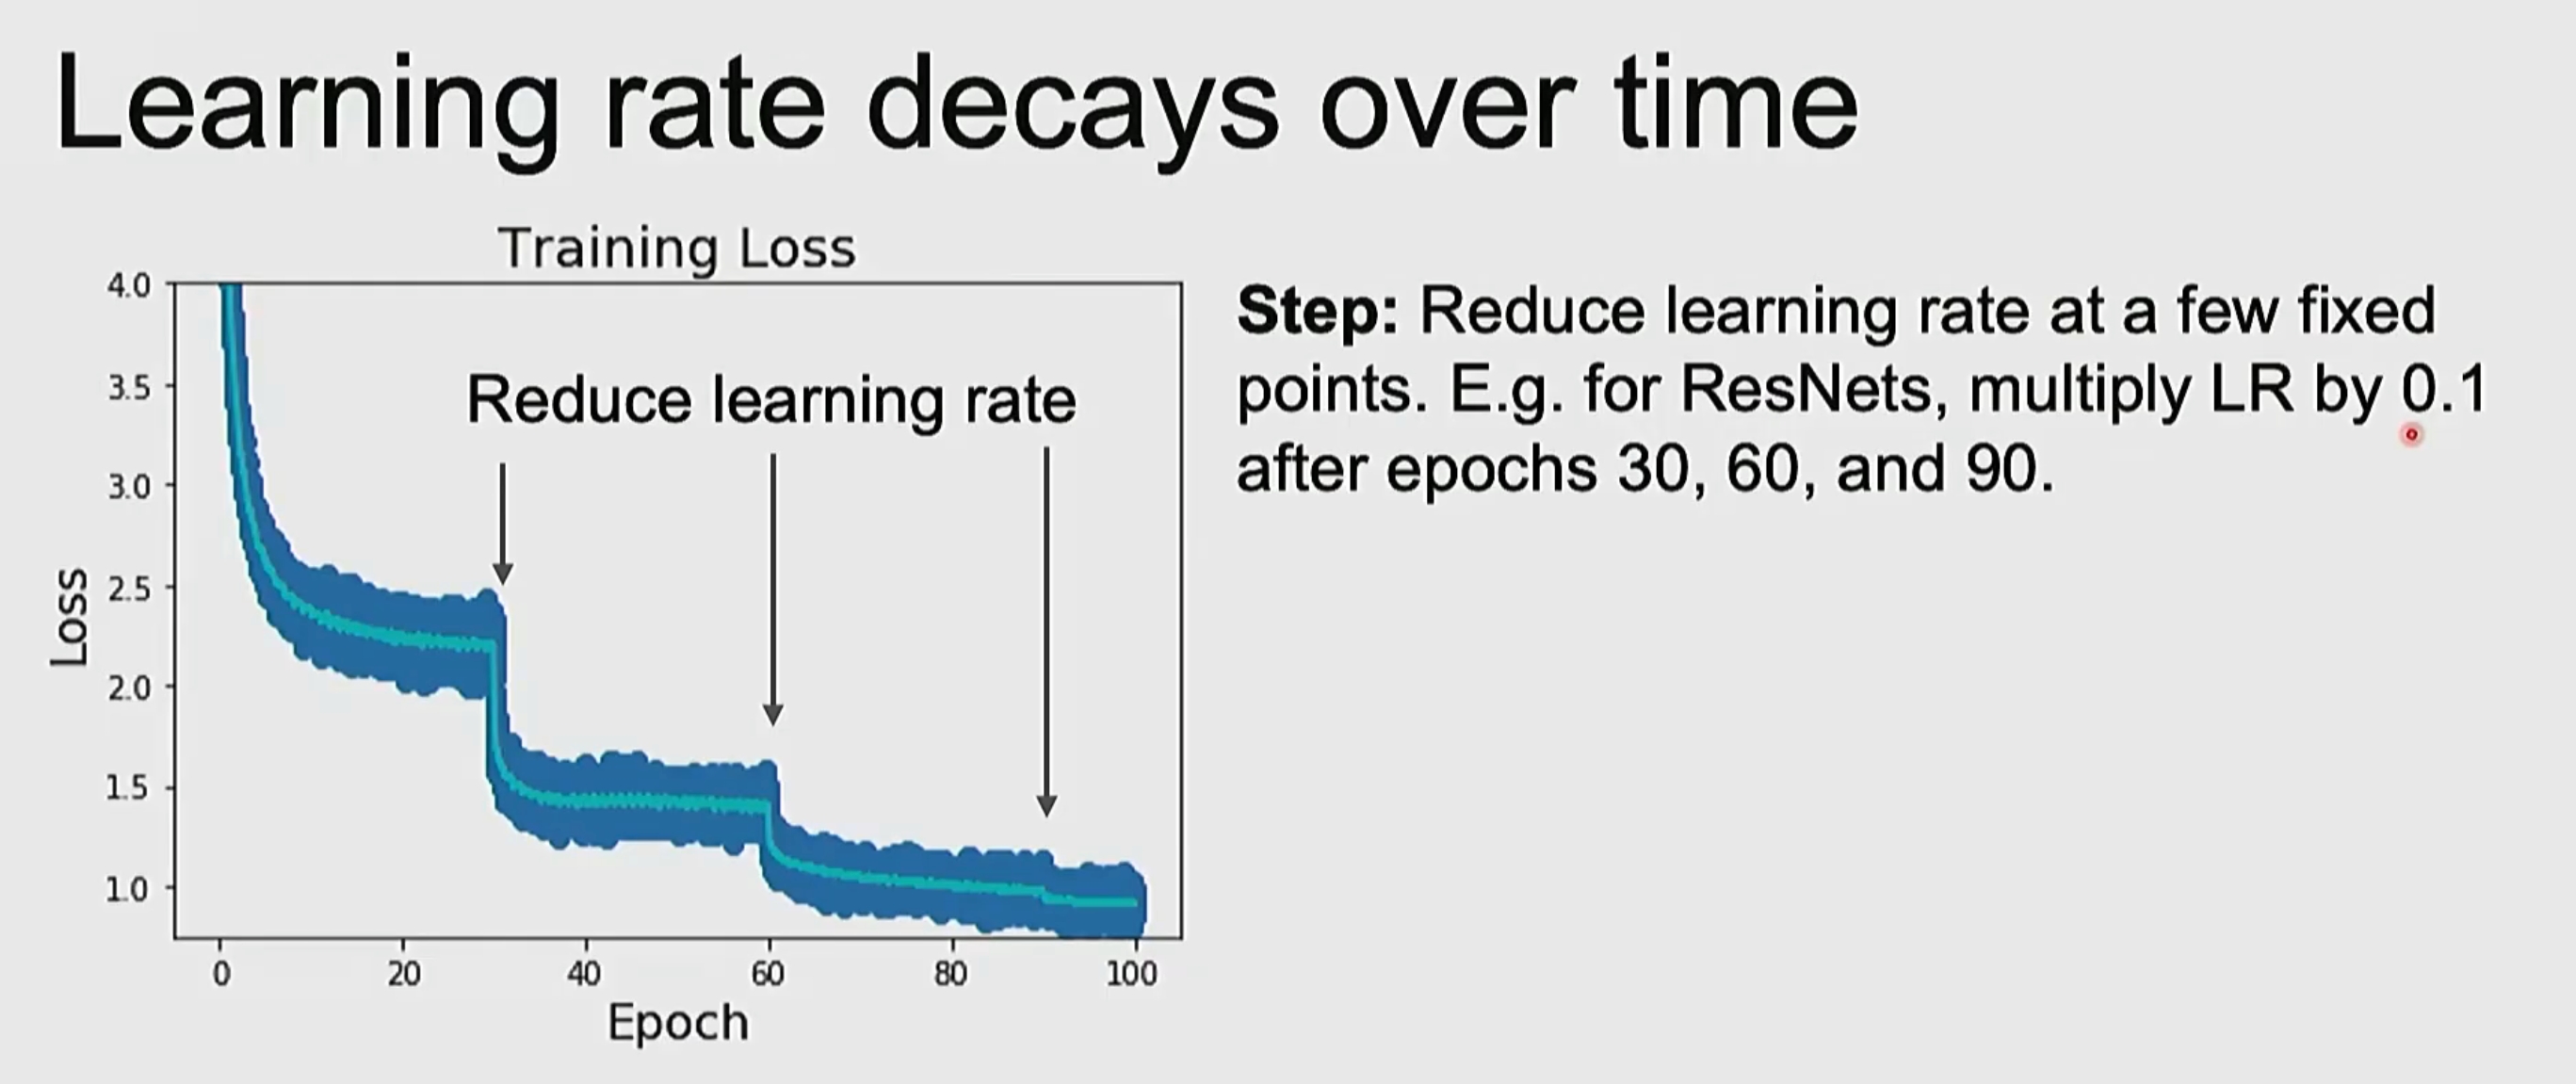 Learning rate decays over time
Training Loss
4.0
3.5
3.0
2.5
2.0
1.5
1.0
Loss
Reduce learning rate
0 20 40 60 80 100
Epoch
Step: Reduce learning rate at a few fixed
points. E.g. for ResNets, multiply LR by 0.1
after epochs 30, 60, and 90.